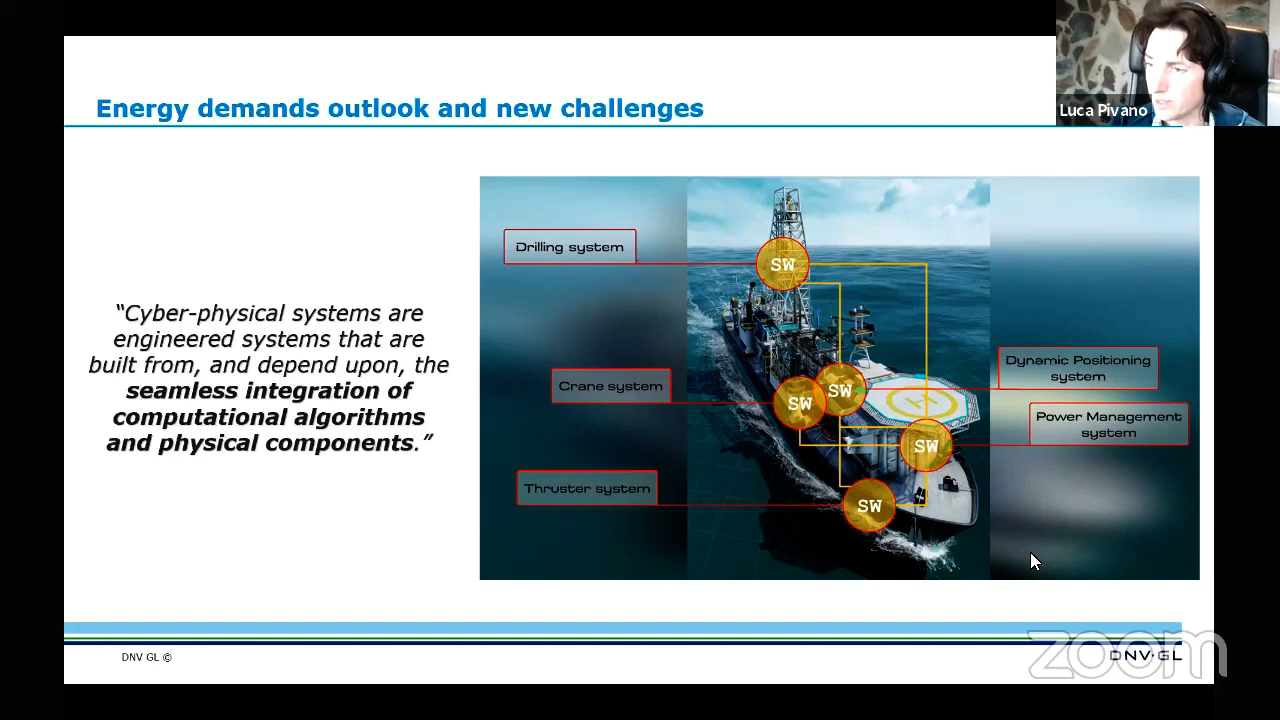 Energy demands outlook and new challenges
Luca Pivano
“Cyber-physical systems are
engineered systems that are
built from, and depend upon, the
seamless integration of
computational algorithms
and physical components.”
Drilling system
SW
Crane system
SW
SW
Dynamic Positioning
system
Power Management
system
SW
Thruster system
SW
H
DNV GL ©
DNV·GL
zoom